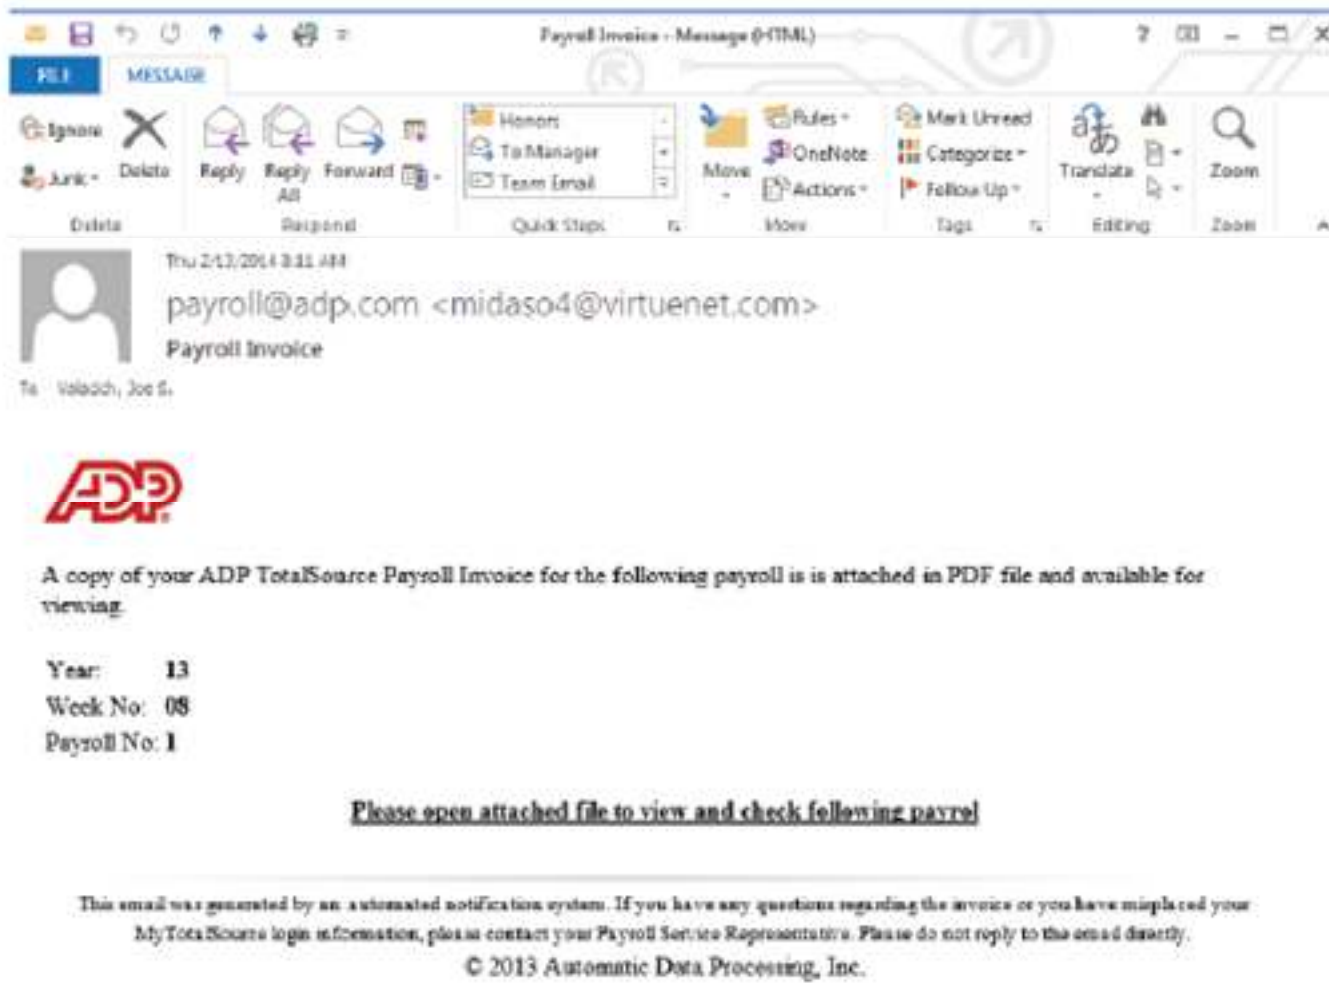 Payroll Invoice - Message (HTML)
FILE MESSAGE
Ignore
Junk
Delete
Reply
Reply All
Forward
Honors
To Manager
Team Email
Move
Rules
OneNote
Actions
Mark Unread
Categorize
Follow Up
Translate
Zoom
Delete Respond Quick Steps Move Tags Editing Zoom
Thu 2/13/2014
payroll@adp.com <midaso4@virtuenet.com>
Payroll Invoice
To Joe S.
ADP
A copy of your ADP TotalSource Payroll Invoice for the following payroll is is attached in PDF file and available for
viewing.
Year: 13
Week No: 08
Payroll No: 1
Please open attached file to view and check following payrol
This email was generated by an automated notification system. If you have any questions regarding the invoice or you have misplaced your
MyTotalSource login information, please contact your Payroll Service Representative. Please do not reply to the email directly.
© 2013 Automatic Data Processing, Inc.